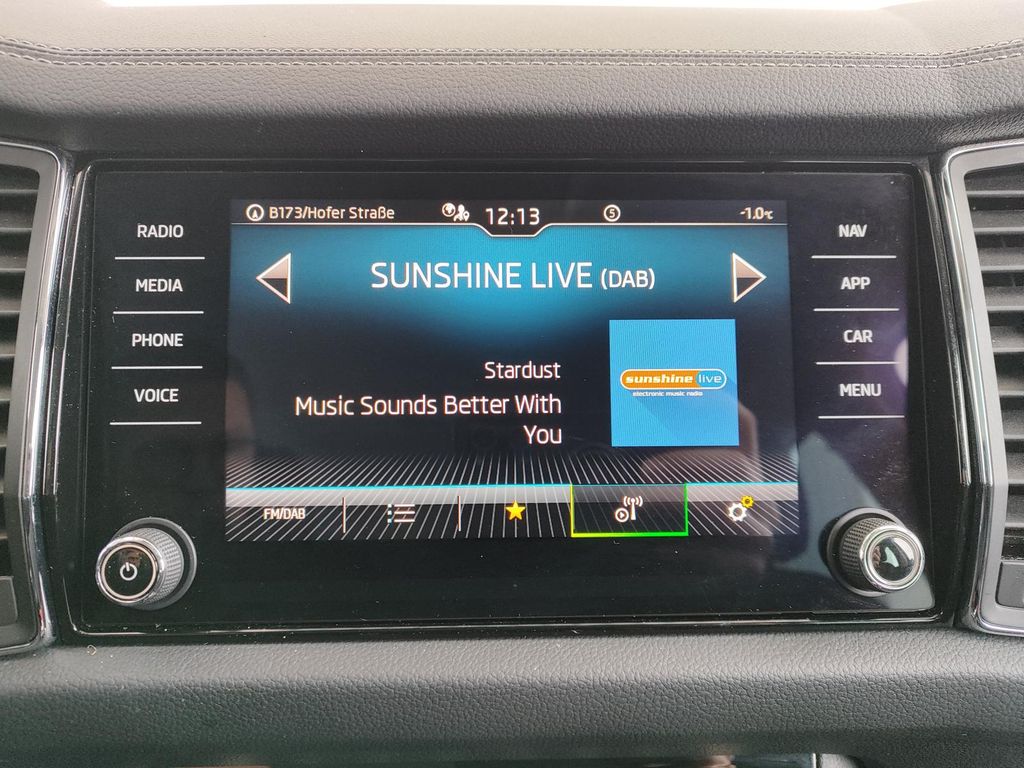 B173/Hofer Straße 12:13 5 -1.0°C
RADIO
MEDIA
PHONE
VOICE
SUNSHINE LIVE (DAB)
Stardust
Music Sounds Better With
You
sunshine live
electronic music radio
FM/DAB
NAV
APP
CAR
MENU